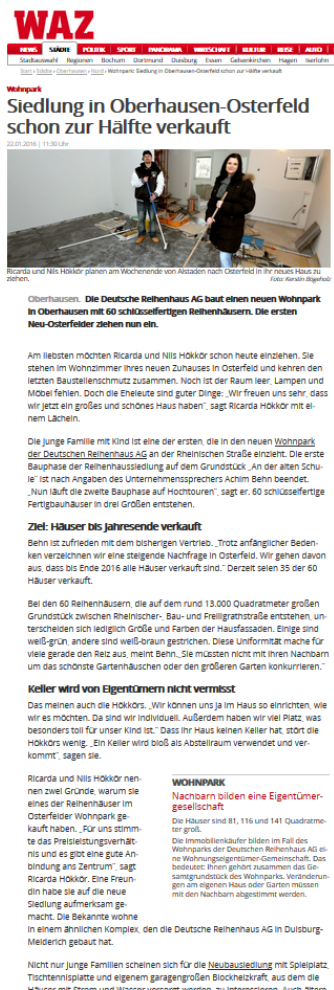 WAZ
NEWS STÄDTE POLITIK SPORT PANORAMA WIRTSCHAFT KULTUR REISE AUTO
Stadtauswahl Regionen Bochum Dortmund Duisburg Essen Gelsenkirchen Hagen Iserlohn
Start › Städte › Oberhausen › Nord › Wohnpark: Siedlung in Oberhausen-Osterfeld schon zur Hälfte verkauft
Wohnpark
Siedlung in Oberhausen-Osterfeld
schon zur Hälfte verkauft
22.01.2016 | 11:30 Uhr
Ricarda und Nils Hökkör planen am Wochenende von Alstaden nach Osterfeld in ihr neues Haus zu
ziehen.
Foto: Kerstin Bögeholz
Oberhausen. Die Deutsche Reihenhaus AG baut einen neuen Wohnpark
in Oberhausen mit 60 schlüsselfertigen Reihenhäusern. Die ersten
Neu-Osterfelder ziehen nun ein.
Am liebsten möchten Ricarda und Nils Hökkör schon heute einziehen. Sie
stehen im Wohnzimmer ihres neuen Zuhauses in Osterfeld und kehren den
letzten Baustellenschmutz zusammen. Noch ist der Raum leer, Lampen und
Möbel fehlen. Doch die Eheleute sind guter Dinge: „Wir freuen uns sehr, dass
wir jetzt ein großes und schönes Haus haben", sagt Ricarda Hökkör mit ei-
nem Lächeln.
Die junge Familie mit Kind ist eine der ersten, die in den neuen Wohnpark
der Deutschen Reihenhaus AG an der Rheinischen Straße einzieht. Die erste
Bauphase der Reihenhaussiedlung auf dem Grundstück „An der alten Schu-
le" ist nach Angaben des Unternehmenssprechers Achim Behn beendet.
„Nun läuft die zweite Bauphase auf Hochtouren", sagt er. 60 schlüsselfertige
Fertigbauhäuser in drei Größen entstehen.
Ziel: Häuser bis Jahresende verkauft
Behn ist zufrieden mit dem bisherigen Vertrieb. „Trotz anfänglicher Beden-
ken verzeichnen wir eine steigende Nachfrage in Osterfeld. Wir gehen davon
aus, dass bis Ende 2016 alle Häuser verkauft sind." Derzeit seien 35 der 60
Häuser verkauft.
Bei den 60 Reihenhäusern, die auf dem rund 13.000 Quadratmeter großen
Grundstück zwischen Rheinischer-, Bau- und Freiligrathstraße entstehen, un-
terscheiden sich lediglich Größe und Farben der Hausfassaden. Einige sind
weiß-grün, andere sind weiß-braun gestrichen. Diese Uniformität mache für
viele gerade den Reiz aus, meint Behn. „Sie müssten nicht mit ihren Nachbarn
um das schönste Gartenhäuschen oder den größeren Garten konkurrieren."
Keller wird von Eigentümern nicht vermisst
Das meinen auch die Hökkörs. „Wir können uns ja im Haus so einrichten, wie
wir es möchten. Da sind wir individuell. Außerdem haben wir viel Platz, was
besonders toll für unser Kind ist." Dass ihr Haus keinen Keller hat, stört die
Hökkörs wenig. „Ein Keller wird bloß als Abstellraum verwendet und ver-
kommt", sagen sie.
Ricarda und Nils Hökkör nen-
nen zwei Gründe, warum sie
eines der Reihenhäuser im
Osterfelder Wohnpark ge-
kauft haben. „Für uns stimm-
te das Preisleistungsverhält-
nis und es gibt eine gute An-
bindung ans Zentrum", sagt
Ricarda Hökkör. Eine Freun-
din habe sie auf die neue
Siedlung aufmerksam ge-
macht. Die Bekannte wohne
in einem ähnlichen Komplex, den die Deutsche Reihenhaus AG in Duisburg-
Meiderich gebaut hat.
WOHNPARK
Nachbarn bilden eine Eigentümer-
gesellschaft
Die Häuser sind 81, 116 und 141 Quadratme-
ter groß.
Die Immobilienkäufer bilden im Fall des
Wohnparks der Deutschen Reihenhaus AG ei-
ne Wohnungseigentümer-Gemeinschaft. Das
bedeutet: Ihnen gehört zusammen das Ge-
samtgrundstück des Wohnparks. Veränderun-
gen am eigenen Haus oder Garten müssen
mit den Nachbarn abgestimmt werden.
Nicht nur junge Familien scheinen sich für die Neubausiedlung mit Spielplatz,
Tischtennisplatte und eigenem garagengroßen Blockheizkraft, aus dem die
Häuser mit Strom und Wasser versorgt werden, zu interessieren. Auch ältere